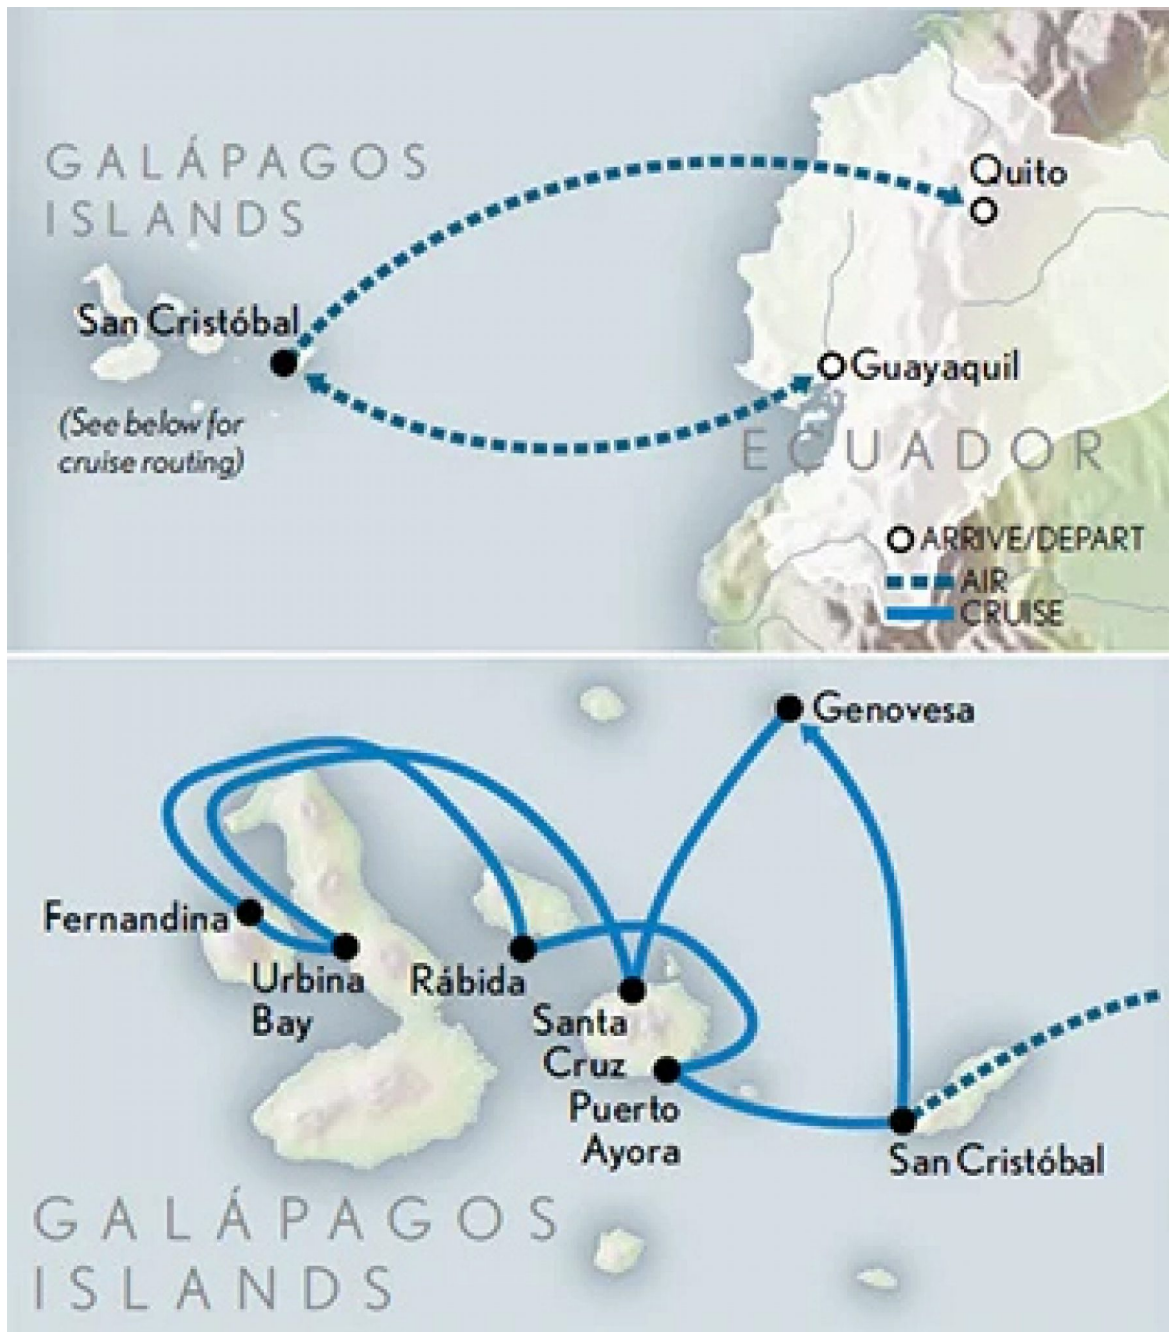 GALÁPAGOS
ISLANDS
Quito
San Cristóbal
Guayaquil
(See below for
cruise routing)
ECUADOR
ARRIVE/DEPART
AIR
CRUISE
Genovesa
Fernandina
Urbina
Bay
Rábida
Santa
Cruz
Puerto
Ayora
San Cristóbal
GALÁPAGOS
ISLANDS